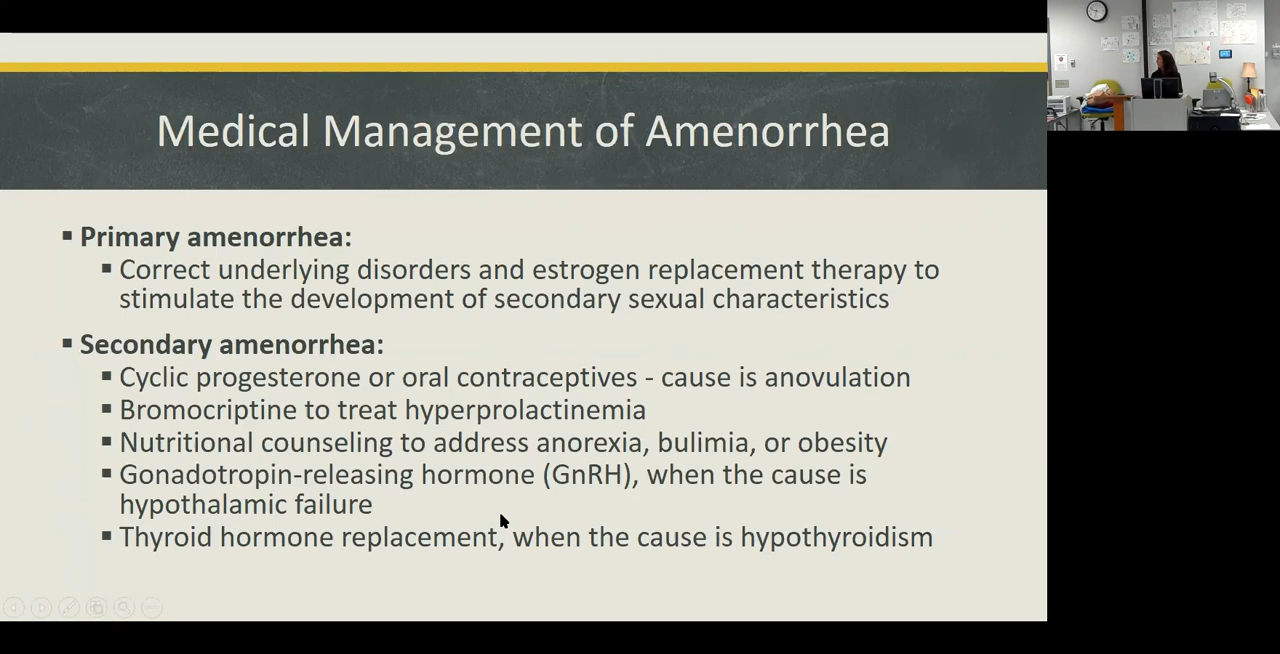 Medical Management of Amenorrhea
▪ Primary amenorrhea:
▪ Correct underlying disorders and estrogen replacement therapy to
stimulate the development of secondary sexual characteristics
▪ Secondary amenorrhea:
▪ Cyclic progesterone or oral contraceptives - cause is anovulation
▪ Bromocriptine to treat hyperprolactinemia
▪ Nutritional counseling to address anorexia, bulimia, or obesity
▪ Gonadotropin-releasing hormone (GnRH), when the cause is
hypothalamic failure
▪ Thyroid hormone replacement, when the cause is hypothyroidism